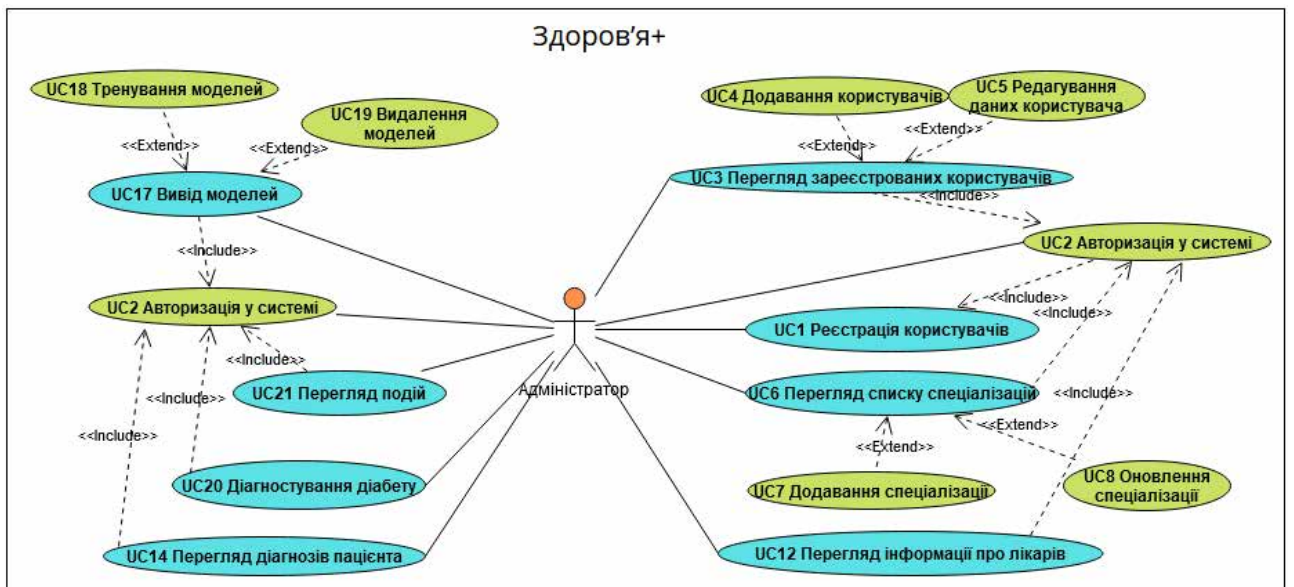 Здоров’я+
UC18 Тренування моделей
UC19 Видалення
моделей
<<Extend>>
<<Extend>>
UC17 Вивід моделей
<<Include>>
UC2 Авторизація у системі
<<Include>>
UC21 Перегляд подій
<<Include>>
<<Include>>
UC20 Діагностування діабету
UC14 Перегляд діагнозів пацієнта
Адміністратор
UC4 Додавання користувачів
UC5 Редагування
даних користувача
<<Extend>>
<<Extend>>
UC3 Перегляд зареєстрованих користувачів
<<Include>>
UC2 Авторизація у системі
<<Include>>
<<Include>>
UC1 Реєстрація користувачів
UC6 Перегляд списку спеціалізацій
<<Include>>
<<Extend>>
<<Extend>>
UC7 Додавання спеціалізації
UC8 Оновлення
спеціалізації
UC12 Перегляд інформації про лікарів